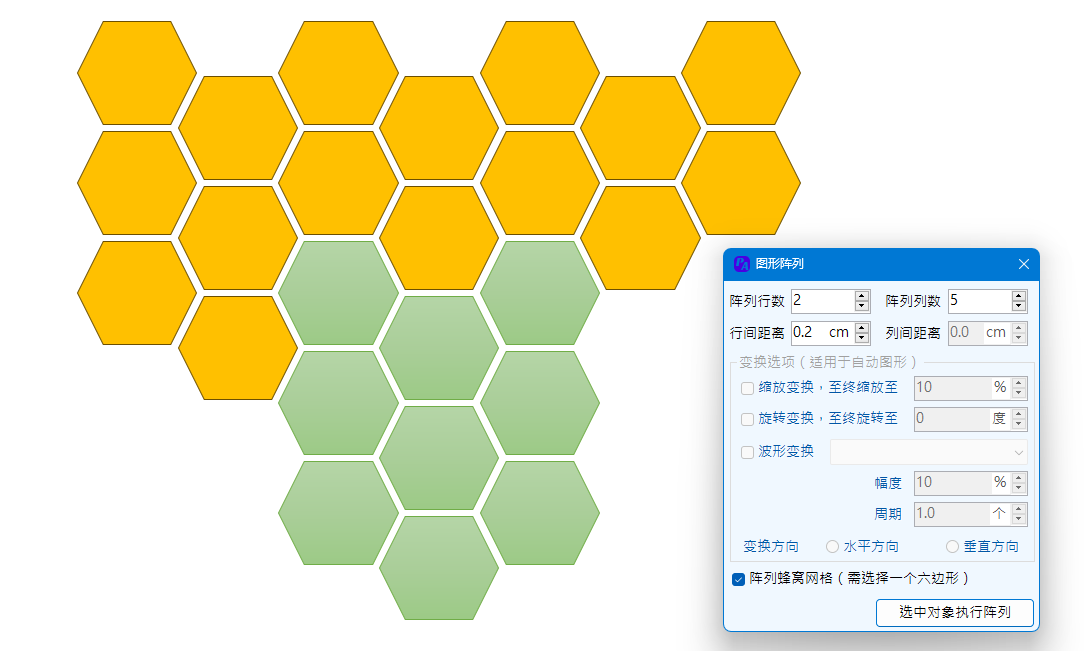 图形阵列
阵列行数 2 阵列列数 5
行间距离 0.2 cm 列间距离 0.0 cm
变换选项（适用于自动图形）
缩放变换，至终缩放至 10 %
旋转变换，至终旋转至 0 度
波形变换
幅度 10 %
周期 1.0 个
变换方向 水平方向 垂直方向
阵列蜂窝网格（需选择一个六边形）
选中对象执行阵列